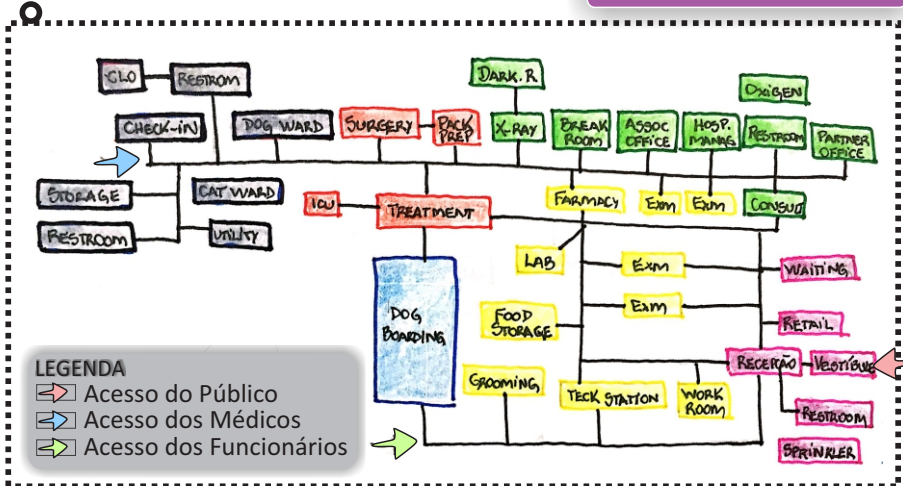 CLO
RESTROM
DARK.R
OXIGEN
CHECK-IN
DOG WARD
SURGERY
PACK
PREP
X-RAY
BREAK
ROOM
ASSOC
OFFICE
HOSP.
MANAG
RESTROOM
PARTNER
OFFICE
STORAGE
CAT WARD
ICU
TREATMENT
FARMACY
EXM
EXM
CONSULT
RESTROOM
UTILITY
LAB
EXM
WAITING
DOG
BOARDING
FOOD
STORAGE
EXM
RETAIL
RECEPÇÃO
VESTÍBULE
GROOMING
TECK STATION
WORK
ROOM
RESTROOM
SPRINKLER
LEGENDA
Acesso do Público
Acesso dos Médicos
Acesso dos Funcionários